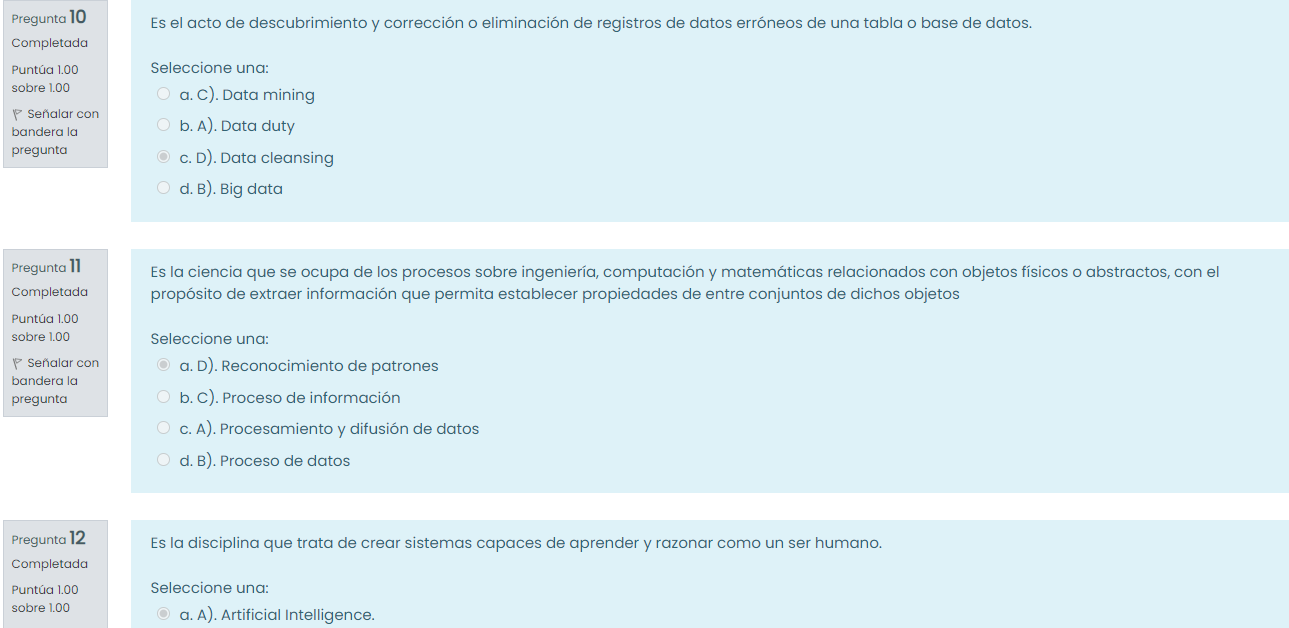 Pregunta 10
Completada
Puntúa 1.00
sobre 1.00
Señalar con
bandera la
pregunta
Es el acto de descubrimiento y corrección o eliminación de registros de datos erróneos de una tabla o base de datos.
Seleccione una:
a. C). Data mining
b. A). Data duty
c. D). Data cleansing
d. B). Big data
Pregunta 11
Completada
Puntúa 1.00
sobre 1.00
Señalar con
bandera la
pregunta
Es la ciencia que se ocupa de los procesos sobre ingeniería, computación y matemáticas relacionados con objetos físicos o abstractos, con el
propósito de extraer información que permita establecer propiedades de entre conjuntos de dichos objetos
Seleccione una:
a. D). Reconocimiento de patrones
b. C). Proceso de información
c. A). Procesamiento y difusión de datos
d. B). Proceso de datos
Pregunta 12
Completada
Puntúa 1.00
sobre 1.00
Es la disciplina que trata de crear sistemas capaces de aprender y razonar como un ser humano.
Seleccione una:
a. A). Artificial Intelligence.